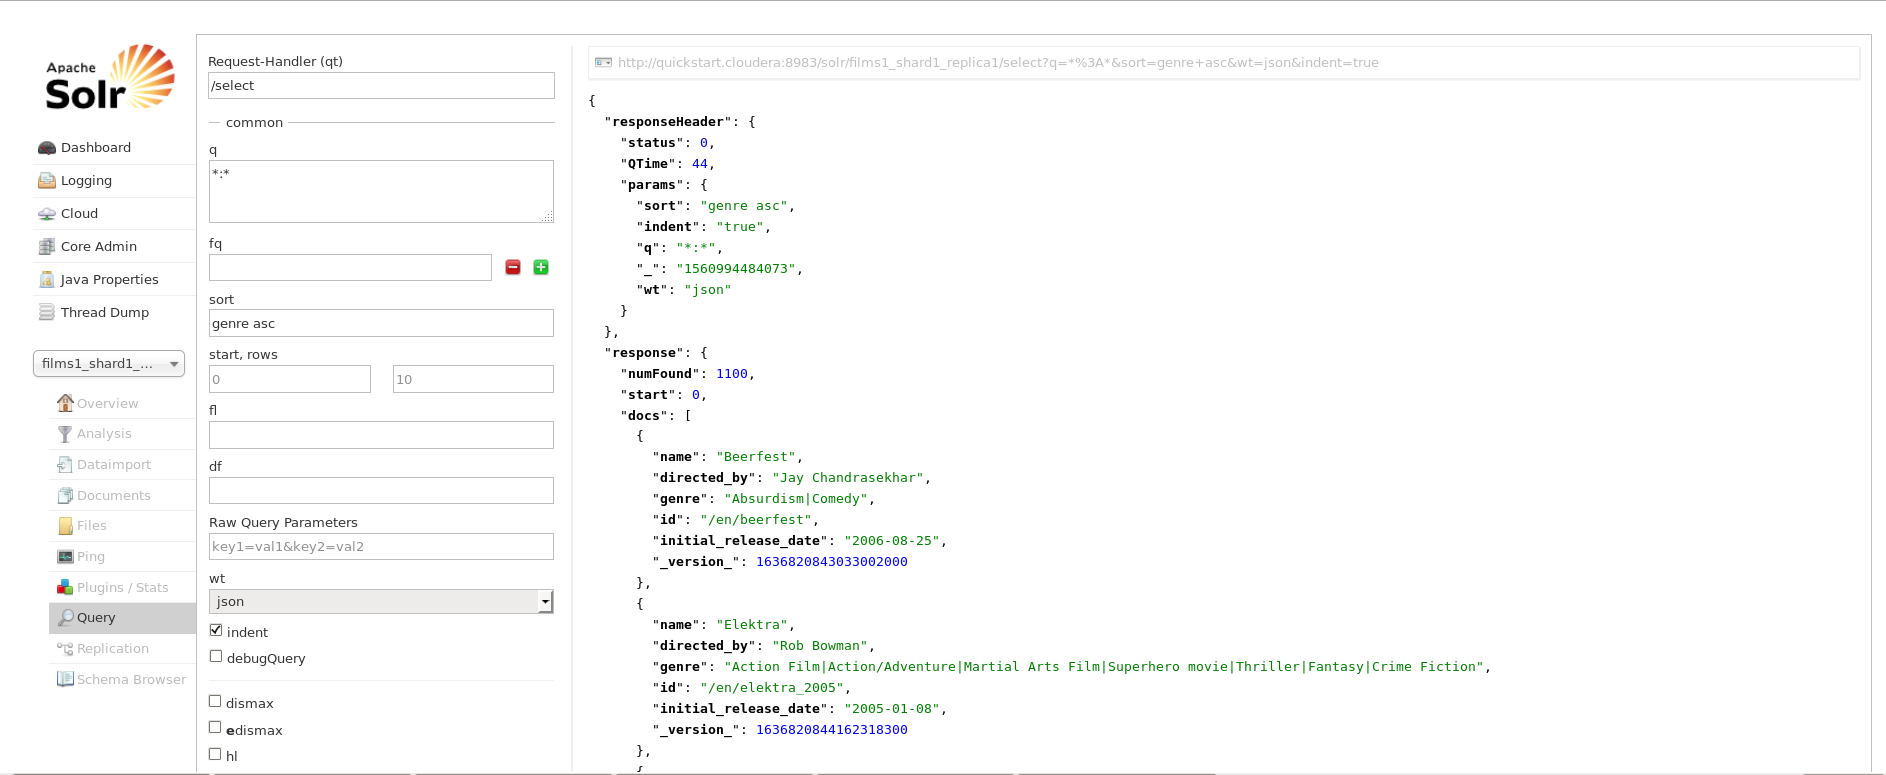 Apache
Solr
Dashboard
Logging
Cloud
Core Admin
Java Properties
Thread Dump
films1_shard1_...
Overview
Analysis
Dataimport
Documents
Files
Ping
Plugins / Stats
Query
Replication
Schema Browser
Request-Handler (qt)
/select
common
q
*:*
fq
sort
genre asc
start, rows
0 10
fl
df
Raw Query Parameters
key1=val1&key2=val2
wt
json
indent
debugQuery
dismax
edismax
hl
http://quickstart.cloudera:8983/solr/films1_shard1_replica1/select?q=*%3A*&sort=genre+asc&wt=json&indent=true
{
"responseHeader": {
"status": 0,
"QTime": 44,
"params": {
"sort": "genre asc",
"indent": "true",
"q": "*:*",
"_": "1560994484073",
"wt": "json"
}
},
"response": {
"numFound": 1100,
"start": 0,
"docs": [
{
"name": "Beerfest",
"directed_by": "Jay Chandrasekhar",
"genre": "Absurdism|Comedy",
"id": "/en/beerfest",
"initial_release_date": "2006-08-25",
"_version_": 1636820843033002000
},
{
"name": "Elektra",
"directed_by": "Rob Bowman",
"genre": "Action Film|Action/Adventure|Martial Arts Film|Superhero movie|Thriller|Fantasy|Crime Fiction",
"id": "/en/elektra_2005",
"initial_release_date": "2005-01-08",
"_version_": 1636820844162318300
},
{